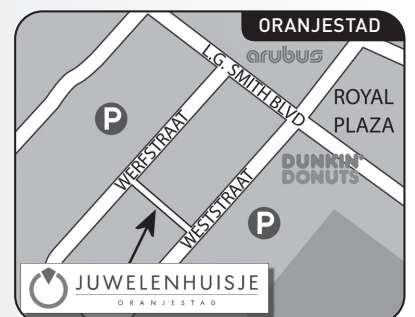 ORANJESTAD
arubus
L.G. SMITH BLVD
ROYAL
PLAZA
P
WERFSTRAAT
DUNKIN'
DONUTS
WESTSTRAAT
P
JUWELENHUISJE
ORANJESTAD